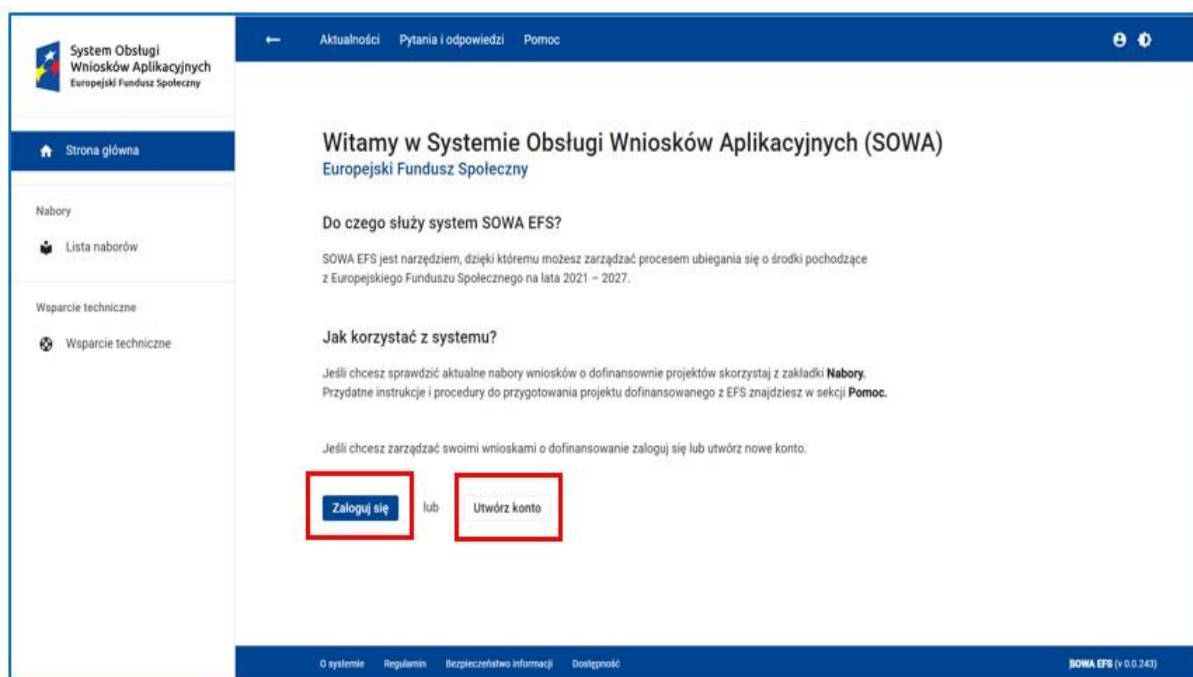 System Obsługi
Wniosków Aplikacyjnych
Europejski Fundusz Społeczny
Aktualności Pytania i odpowiedzi Pomoc
Strona główna
Nabory
Lista naborów
Wsparcie techniczne
Wsparcie techniczne
Witamy w Systemie Obsługi Wniosków Aplikacyjnych (SOWA)
Europejski Fundusz Społeczny
Do czego służy system SOWA EFS?
SOWA EFS jest narzędziem, dzięki któremu możesz zarządzać procesem ubiegania się o środki pochodzące
z Europejskiego Funduszu Społecznego na lata 2021 – 2027.
Jak korzystać z systemu?
Jeśli chcesz sprawdzić aktualne nabory wniosków o dofinansownie projektów skorzystaj z zakładki Nabory.
Przydatne instrukcje i procedury do przygotowania projektu dofinansowanego z EFS znajdziesz w sekcji Pomoc.
Jeśli chcesz zarządzać swoimi wnioskami o dofinansowanie zaloguj się lub utwórz nowe konto.
Zaloguj się lub Utwórz konto
O systemie Regulamin Bezpieczeństwo informacji Dostępność SOWA EFS (v 0.0.243)